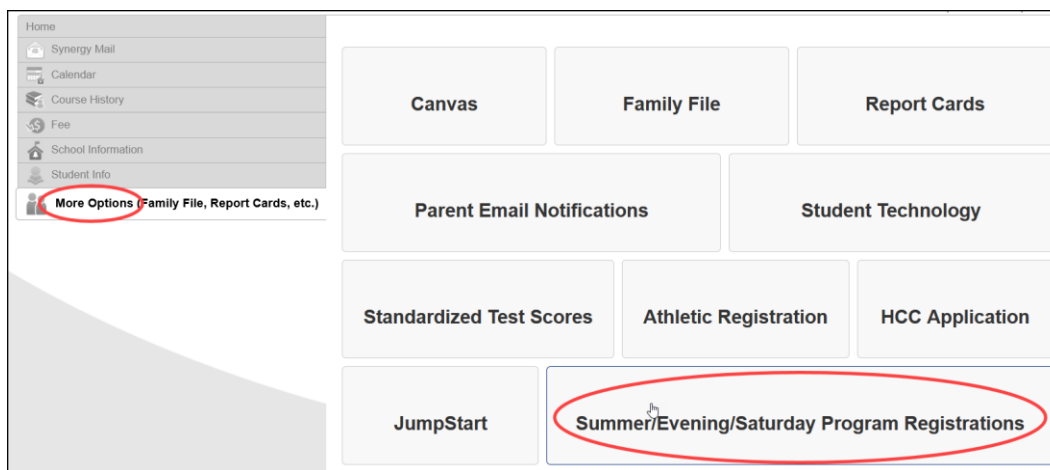 Home
Synergy Mail
Calendar
Course History
Fee
School Information
Student Info
More Options (Family File, Report Cards, etc.)
Canvas
Family File
Report Cards
Parent Email Notifications
Student Technology
Standardized Test Scores
Athletic Registration
HCC Application
JumpStart
Summer/Evening/Saturday Program Registrations